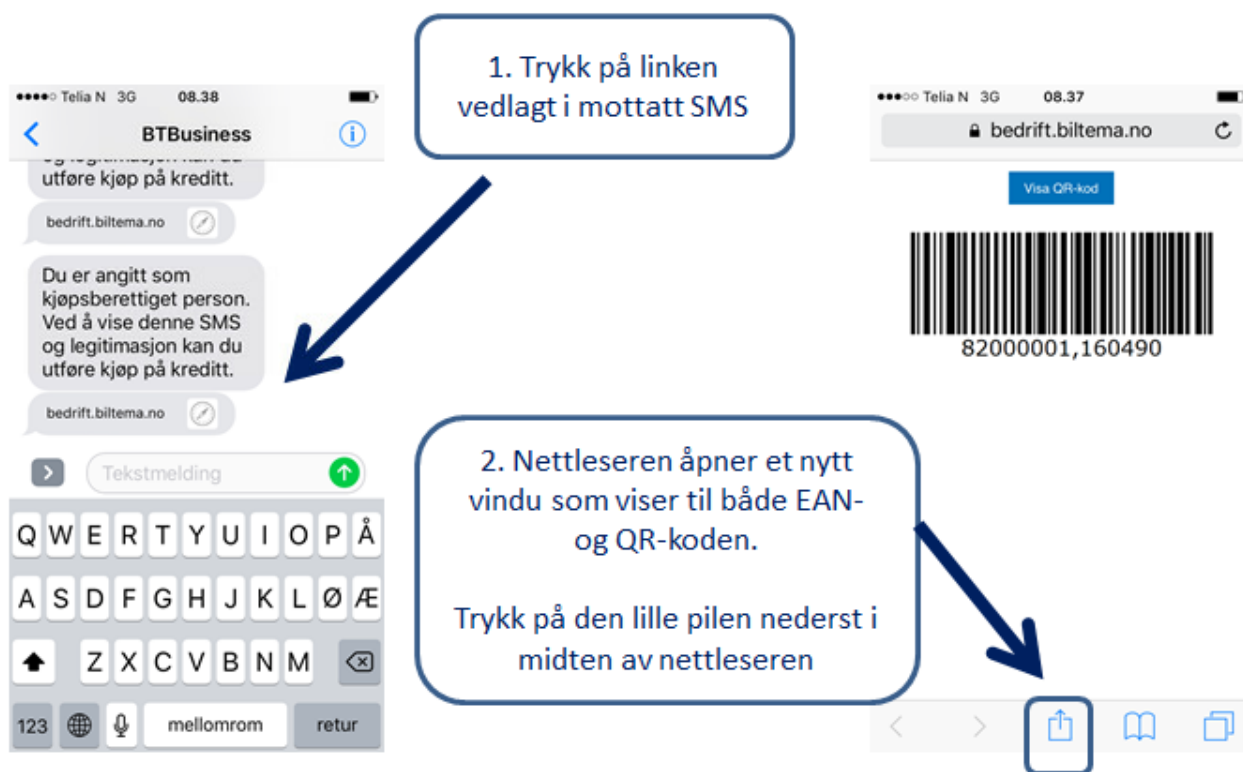 1. Trykk på linken
vedlagt i mottatt SMS
Telia N 3G 08.38
BTBusiness
utføre kjøp på kreditt.
bedrift.biltema.no
Du er angitt som
kjøpsberettiget person.
Ved å vise denne SMS
og legitimasjon kan du
utføre kjøp på kreditt.
bedrift.biltema.no
Tekstmelding
Q W E R T Y U I O P Å
A S D F G H J K L Ø Æ
Z X C V B N M
123 mellomrom retur
2. Nettleseren åpner et nytt
vindu som viser til både EAN-
og QR-koden.
Trykk på den lille pilen nederst i
midten av nettleseren
Telia N 3G 08.37
bedrift.biltema.no
Visa QR-kod
82000001,160490